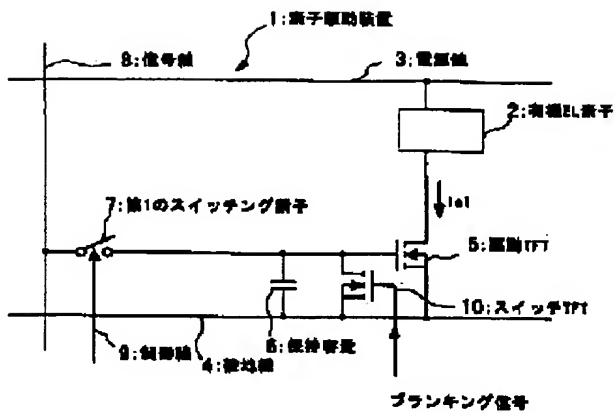 1:素子駆動装置
8:信号線
3:電源線
2:有機EL素子
Iel
7:第1のスイッチング素子
5:駆動TFT
10:スイッチTFT
6:保持容量
9:制御線
4:接地線
ブランキング信号